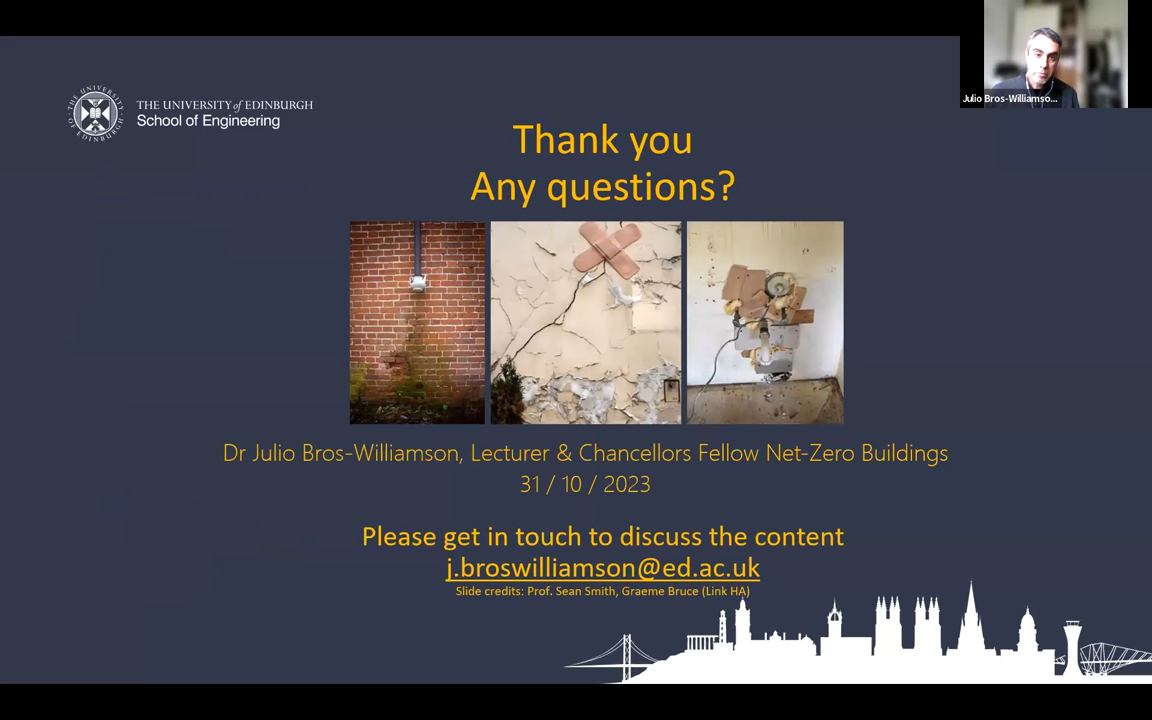 THE UNIVERSITY of EDINBURGH
School of Engineering
Julio Bros-Williamso...
Thank you
Any questions?
Dr Julio Bros-Williamson, Lecturer & Chancellors Fellow Net-Zero Buildings
31 / 10 / 2023
Please get in touch to discuss the content
j.broswilliamson@ed.ac.uk
Slide credits: Prof. Sean Smith, Graeme Bruce (Link HA)